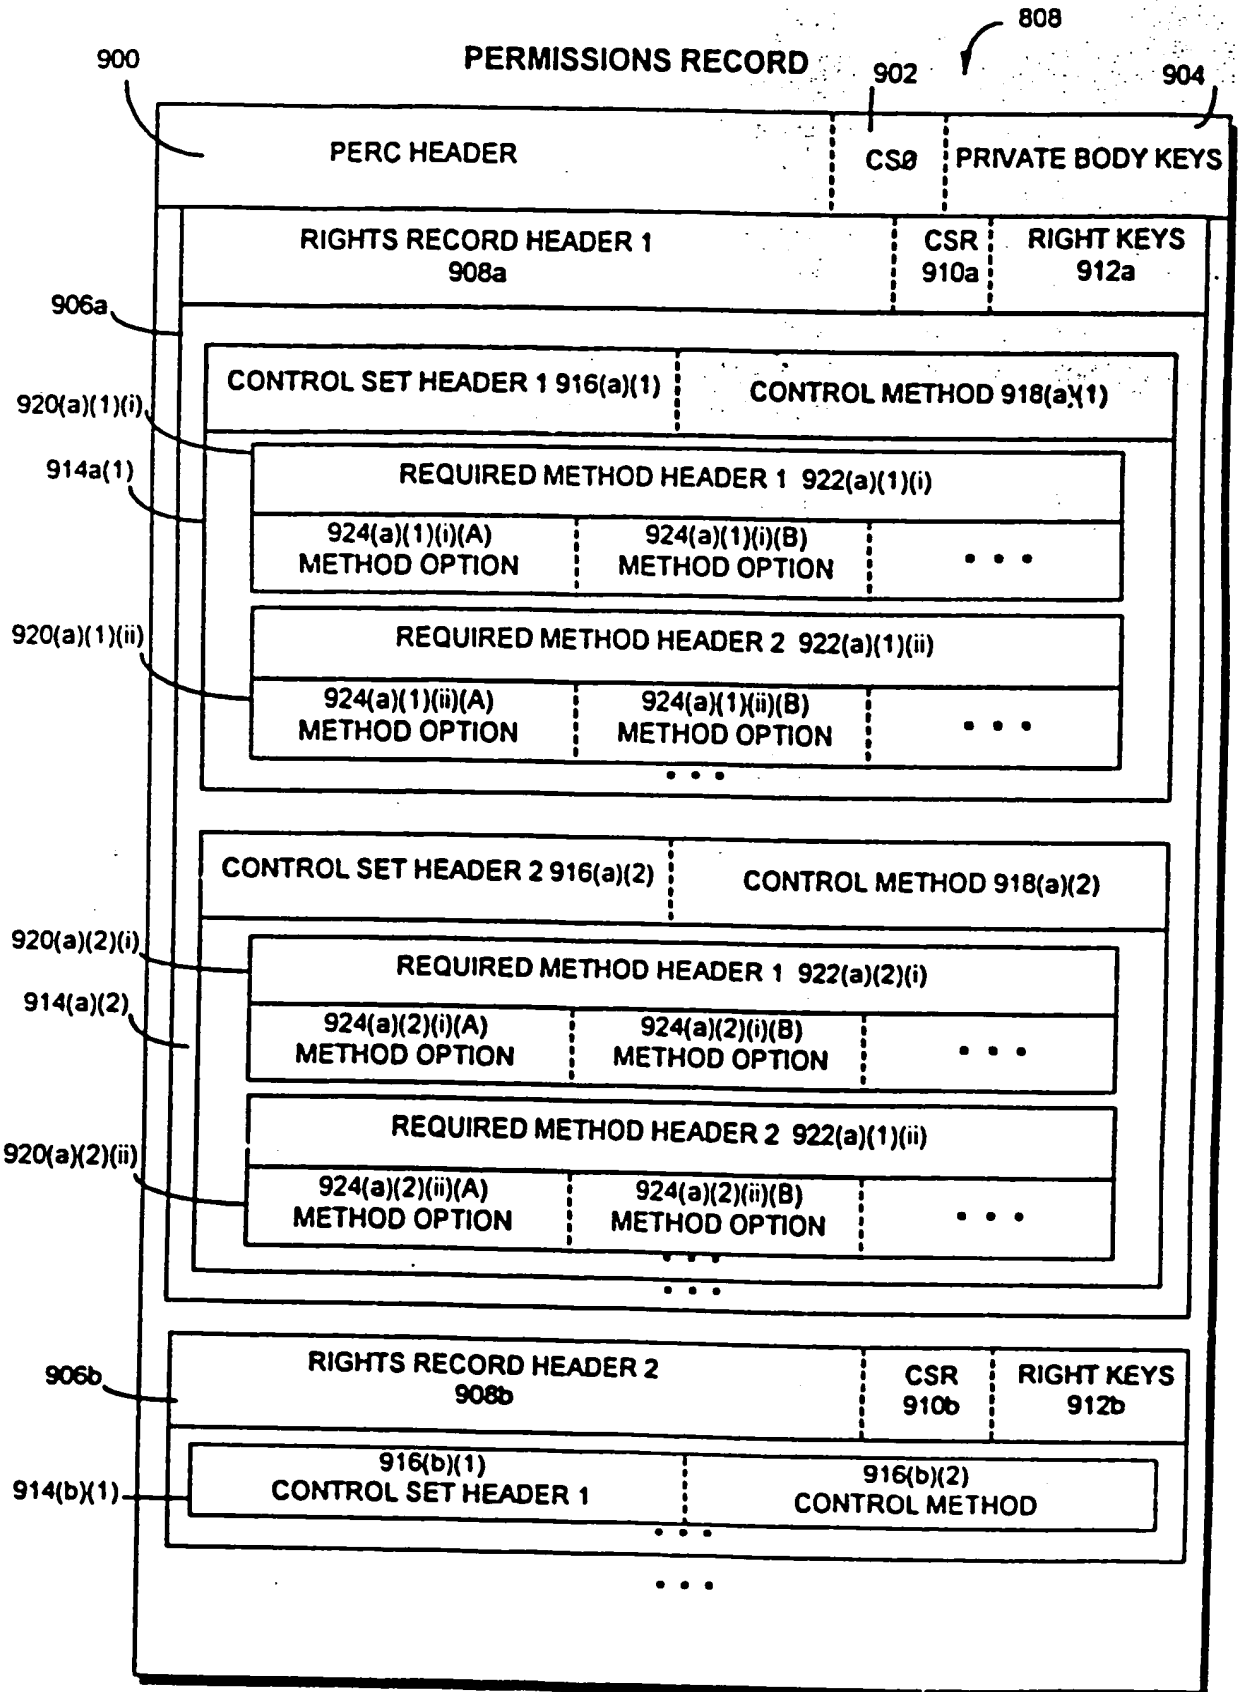 808
PERMISSIONS RECORD
900
902
904
PERC HEADER
CSØ
PRIVATE BODY KEYS
RIGHTS RECORD HEADER 1
908a
CSR
910a
RIGHT KEYS
912a
906a
CONTROL SET HEADER 1 916(a)(1)
CONTROL METHOD 918(a)(1)
920(a)(1)(i)
914a(1)
REQUIRED METHOD HEADER 1 922(a)(1)(i)
924(a)(1)(i)(A)
METHOD OPTION
924(a)(1)(i)(B)
METHOD OPTION
• • •
920(a)(1)(ii)
REQUIRED METHOD HEADER 2 922(a)(1)(ii)
924(a)(1)(ii)(A)
METHOD OPTION
924(a)(1)(ii)(B)
METHOD OPTION
• • •
• • •
CONTROL SET HEADER 2 916(a)(2)
CONTROL METHOD 918(a)(2)
920(a)(2)(i)
914(a)(2)
REQUIRED METHOD HEADER 1 922(a)(2)(i)
924(a)(2)(i)(A)
METHOD OPTION
924(a)(2)(i)(B)
METHOD OPTION
• • •
920(a)(2)(ii)
REQUIRED METHOD HEADER 2 922(a)(1)(ii)
924(a)(2)(ii)(A)
METHOD OPTION
924(a)(2)(ii)(B)
METHOD OPTION
• • •
• • •
• • •
906b
RIGHTS RECORD HEADER 2
908b
CSR
910b
RIGHT KEYS
912b
914(b)(1)
916(b)(1)
CONTROL SET HEADER 1
916(b)(2)
CONTROL METHOD
• • •
• • •